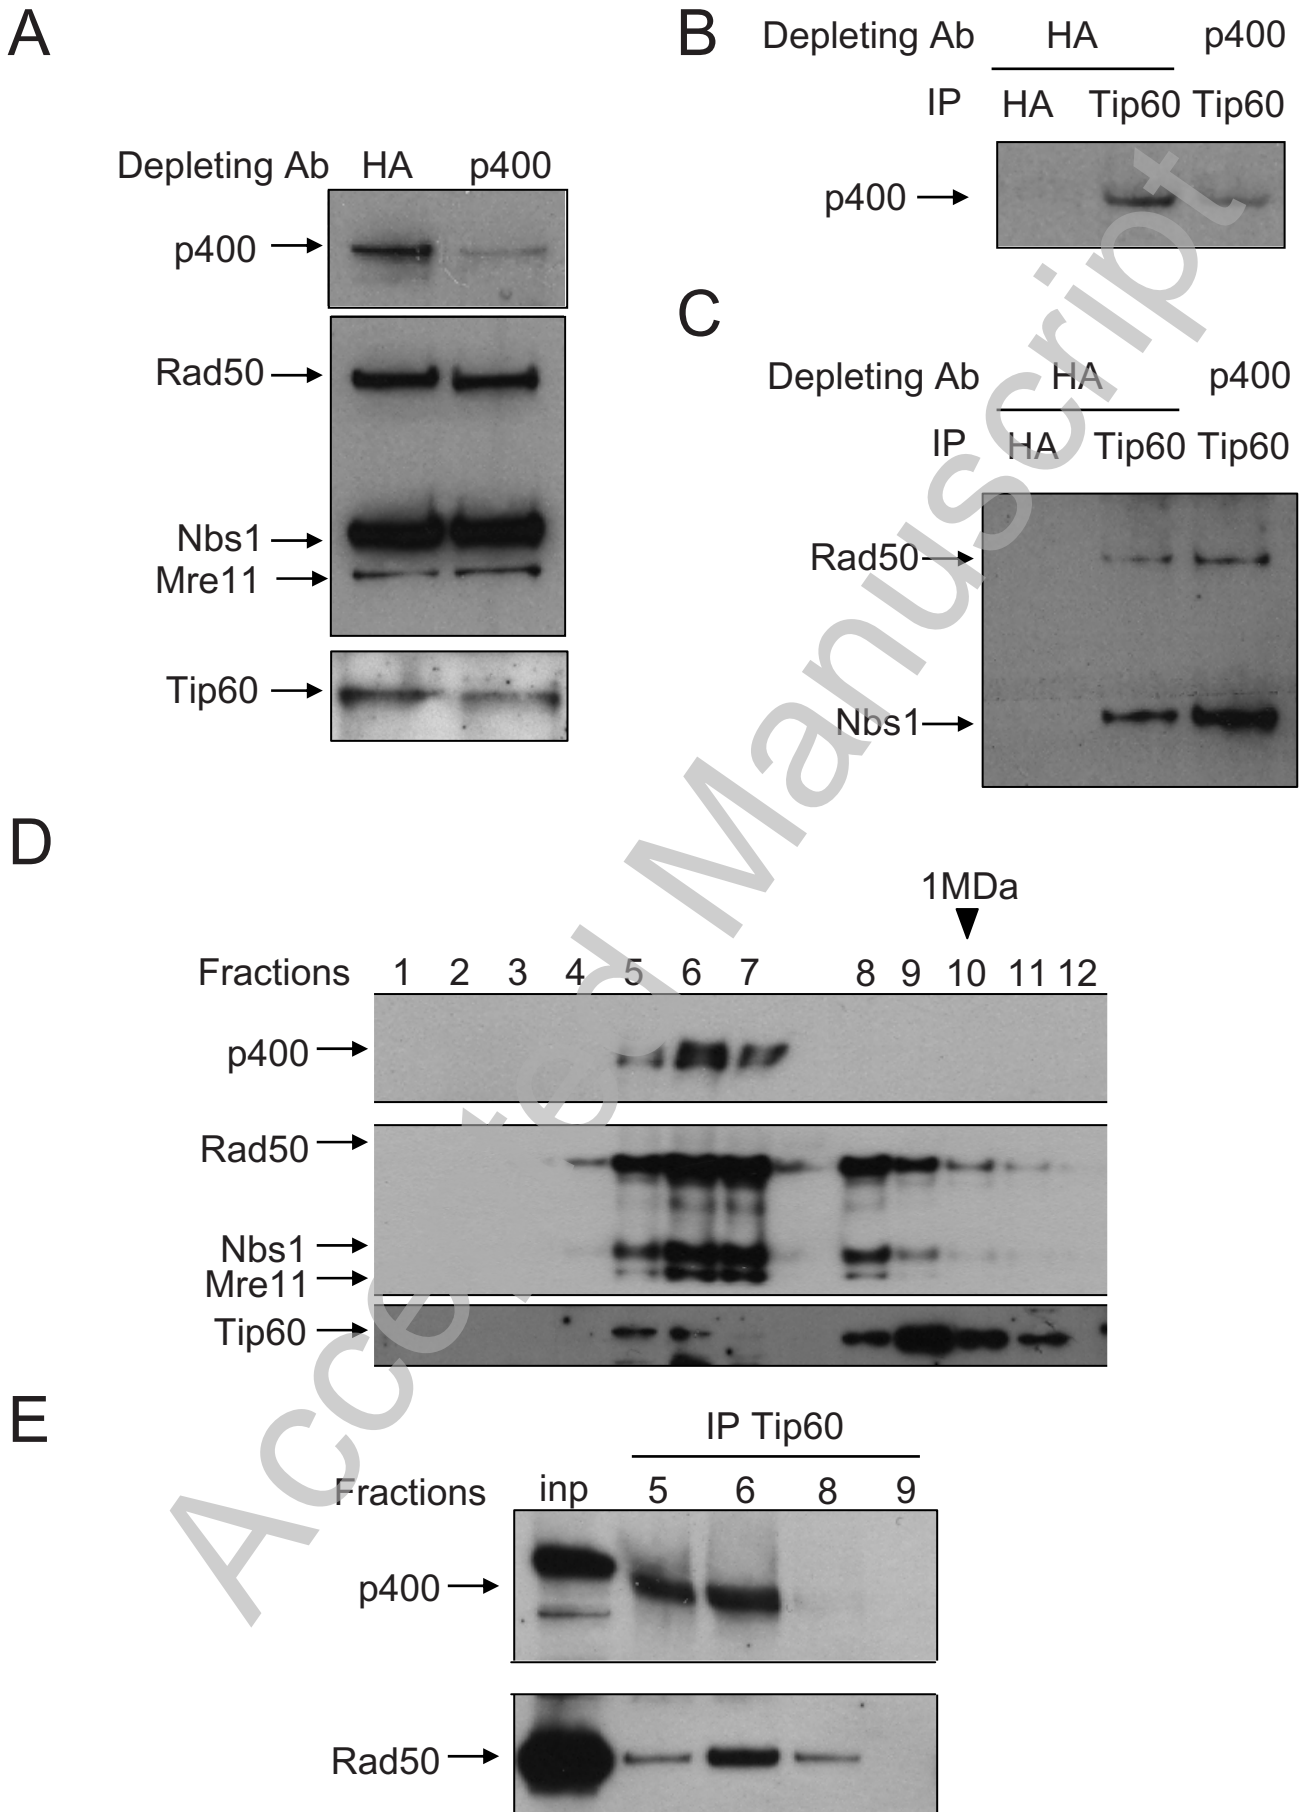 A
Depleting Ab HA p400
p400
Rad50
Nbs1
Mre11
Tip60
B
Depleting Ab HA p400
IP HA Tip60 Tip60
p400
C
Depleting Ab HA p400
IP HA Tip60 Tip60
Rad50
Nbs1
D
1MDa
Fractions 1 2 3 4 5 6 7 8 9 10 11 12
p400
Rad50
Nbs1
Mre11
Tip60
E
IP Tip60
Fractions inp 5 6 8 9
p400
Rad50
Accepted Manuscript